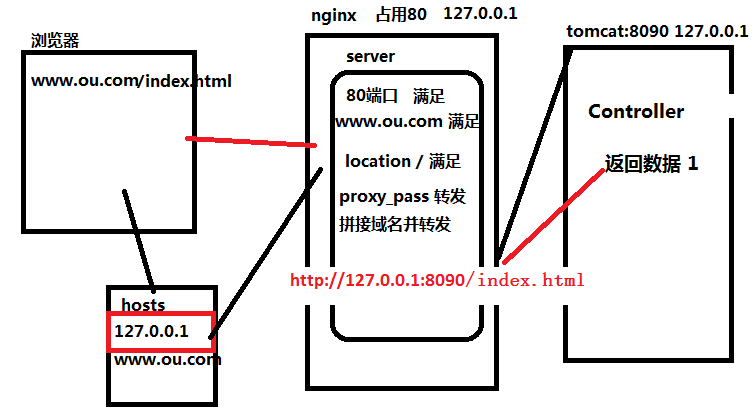 浏览器
www.ou.com/index.html
hosts
127.0.0.1
www.ou.com
nginx 占用80 127.0.0.1
server
80端口 满足
www.ou.com 满足
location / 满足
proxy_pass 转发
拼接域名并转发
http://127.0.0.1:8090/index.html
tomcat:8090 127.0.0.1
Controller
返回数据 1